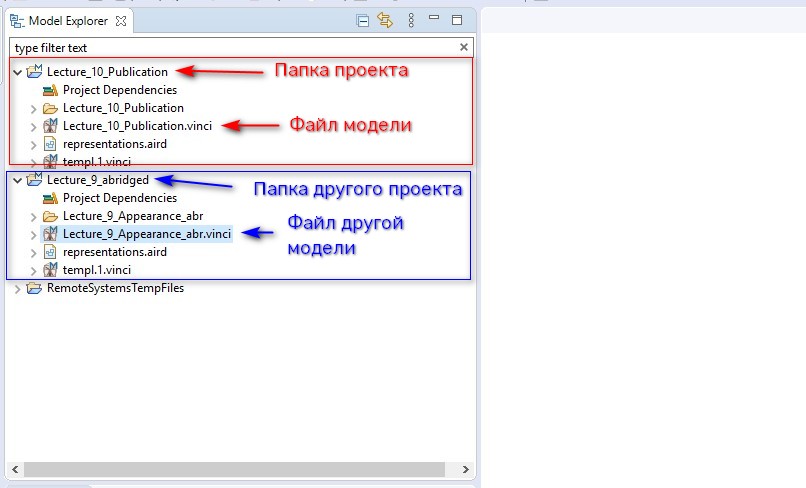 Model Explorer
type filter text
Lecture_10_Publication
Папка проекта
Project Dependencies
Lecture_10_Publication
Lecture_10_Publication.vinci
Файл модели
representations.aird
templ.1.vinci
Lecture_9_abridged
Папка другого проекта
Project Dependencies
Lecture_9_Appearance_abr
Lecture_9_Appearance_abr.vinci
Файл другой
модели
representations.aird
templ.1.vinci
RemoteSystemsTempFiles